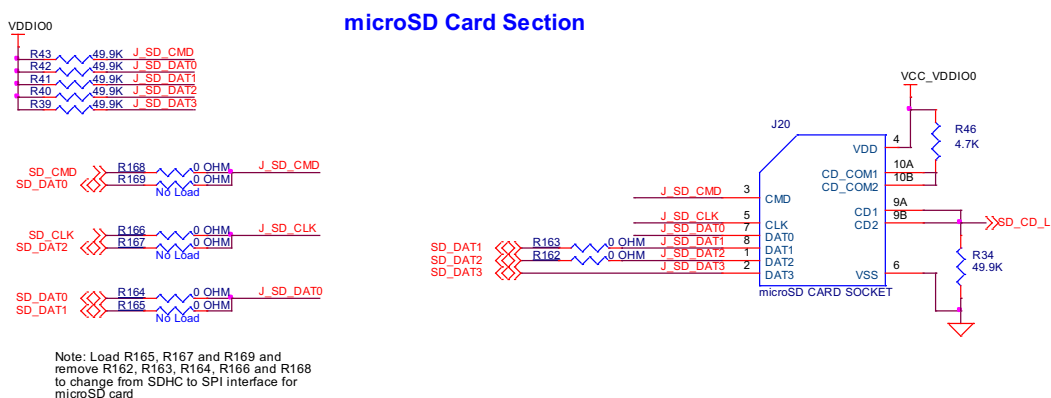 microSD Card Section
VDDIO0
R43 49.9K J_SD_CMD
R42 49.9K J_SD_DAT0
R41 49.9K J_SD_DAT1
R40 49.9K J_SD_DAT2
R39 49.9K J_SD_DAT3
SD_CMD R168 0 OHM J_SD_CMD
SD_DAT0 R169 0 OHM
No Load
SD_CLK R166 0 OHM J_SD_CLK
SD_DAT2 R167 0 OHM
No Load
SD_DAT0 R164 0 OHM J_SD_DAT0
SD_DAT1 R165 0 OHM
No Load
Note: Load R165, R167 and R169 and
remove R162, R163, R164, R166 and R168
to change from SDHC to SPI interface for
microSD card
VCC_VDDIO0
J20
R46
4.7K
4 VDD
10A CD_COM1
10B CD_COM2
J_SD_CMD 3 CMD
9A CD1
9B CD2
SD_CD_L
J_SD_CLK 5 CLK
J_SD_DAT0 7 DAT0
SD_DAT1 R163 0 OHM J_SD_DAT1 8 DAT1
SD_DAT2 R162 0 OHM J_SD_DAT2 1 DAT2
SD_DAT3 J_SD_DAT3 2 DAT3
R34
49.9K
6 VSS
microSD CARD SOCKET